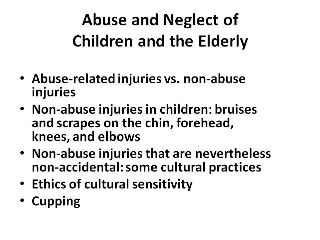 Abuse and Neglect of
Children and the Elderly
• Abuse-related injuries vs. non-abuse
injuries
• Non-abuse injuries in children: bruises
and scrapes on the chin, forehead,
knees, and elbows
• Non-abuse injuries that are nevertheless
non-accidental: some cultural practices
• Ethics of cultural sensitivity
• Cupping